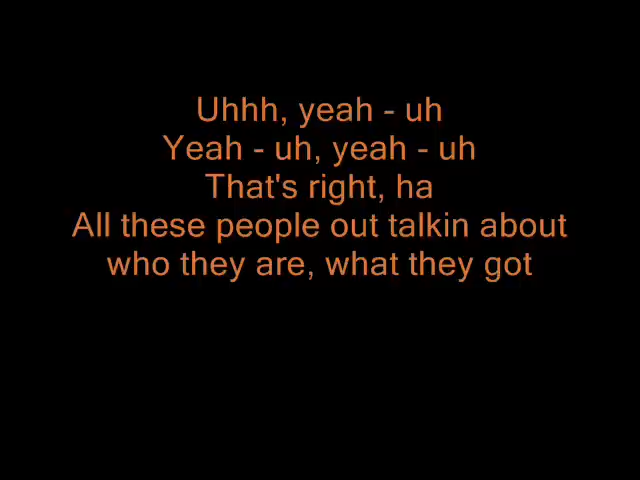 Uhhh, yeah - uh
Yeah - uh, yeah - uh
That's right, ha
All these people out talkin about
who they are, what they got